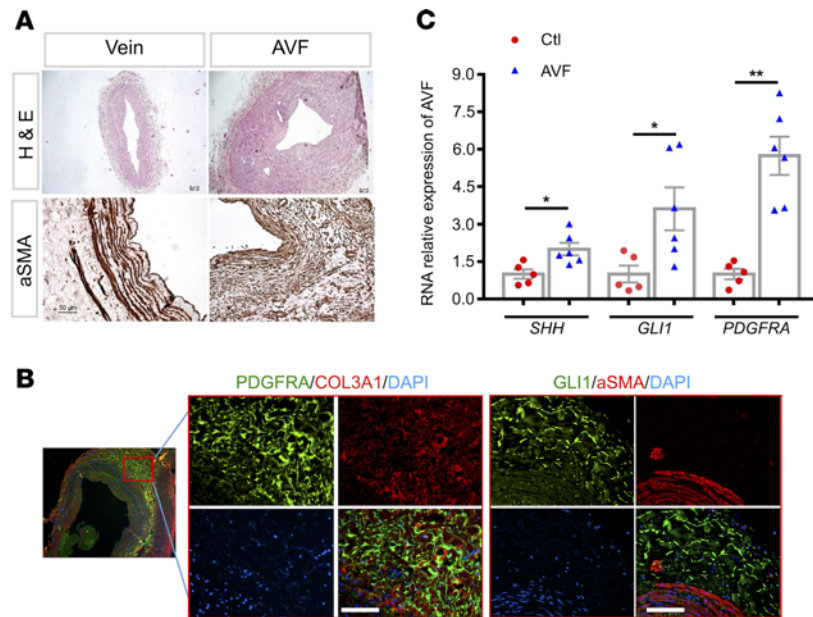 A
Vein
AVF
H & E
aSMA
50 µm
C
Ctl
AVF
RNA relative expression of AVF
9.0
7.5
6.0
4.5
3.0
1.5
0.0
*
*
**
SHH
GLI1
PDGFRA
B
PDGFRA/COL3A1/DAPI
GLI1/aSMA/DAPI